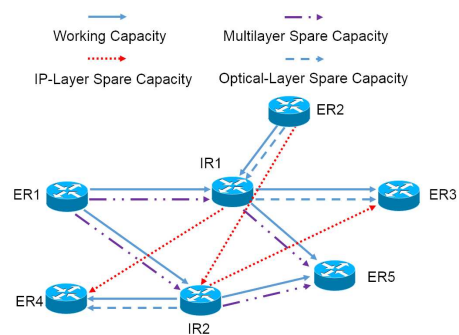 Working Capacity
Multilayer Spare Capacity
IP-Layer Spare Capacity
Optical-Layer Spare Capacity
ER2
IR1
ER1
ER3
ER5
ER4
IR2